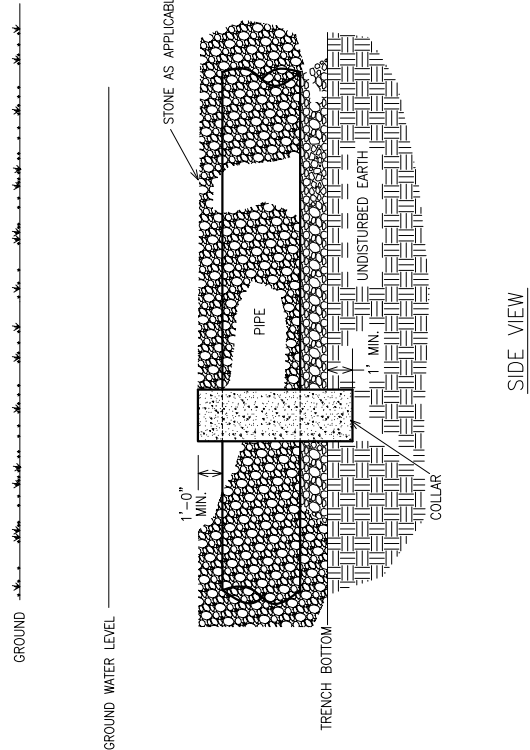 GROUND
GROUND WATER LEVEL
STONE AS APPLICABLE
1'-0"
MIN.
PIPE
TRENCH BOTTOM
1' MIN.
UNDISTURBED EARTH
COLLAR
SIDE VIEW